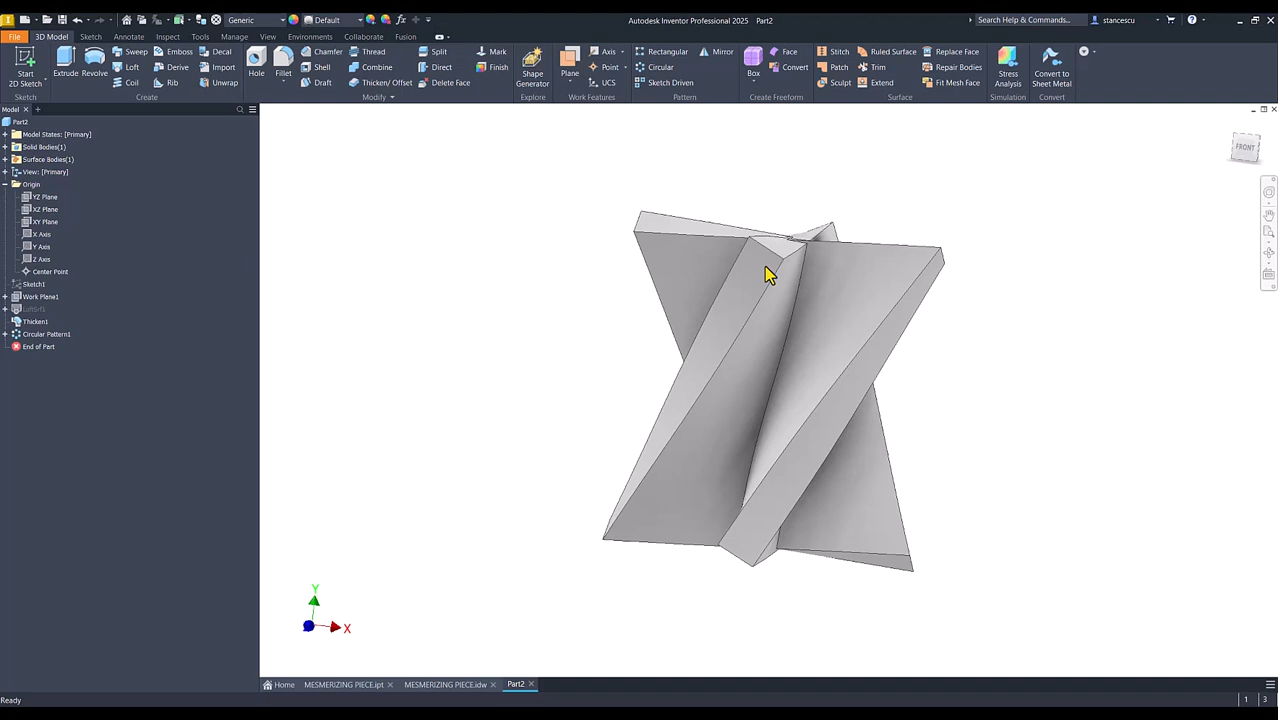 Generic
Default
fx
Autodesk Inventor Professional 2025 Part2
Search Help & Commands...
stancescu
File 3D Model Sketch Annotate Inspect Tools Manage View Environments Collaborate Fusion
Start
2D Sketch
Extrude
Revolve
Sweep
Emboss
Decal
Loft
Derive
Import
Coil
Rib
Unwrap
Hole
Fillet
Chamfer
Thread
Split
Shell
Combine
Direct
Draft
Thicken/ Offset
Delete Face
Mark
Finish
Shape
Generator
Plane
Axis
Point
UCS
Rectangular
Mirror
Circular
Sketch Driven
Box
Face
Convert
Stitch
Ruled Surface
Replace Face
Patch
Trim
Repair Bodies
Sculpt
Extend
Fit Mesh Face
Stress
Analysis
Convert to
Sheet Metal
Sketch Create Modify Explore Work Features Pattern Create Freeform Surface Simulation Convert
Model
Part2
Model States: [Primary]
Solid Bodies(1)
Surface Bodies(1)
View: [Primary]
Origin
YZ Plane
XZ Plane
XY Plane
X Axis
Y Axis
Z Axis
Center Point
Sketch1
Work Plane1
LoftSrf1
Thicken1
Circular Pattern1
End of Part
FRONT
Y
X
Home MESMERIZING PIECE.ipt MESMERIZING PIECE.idw Part2
Ready 1 3